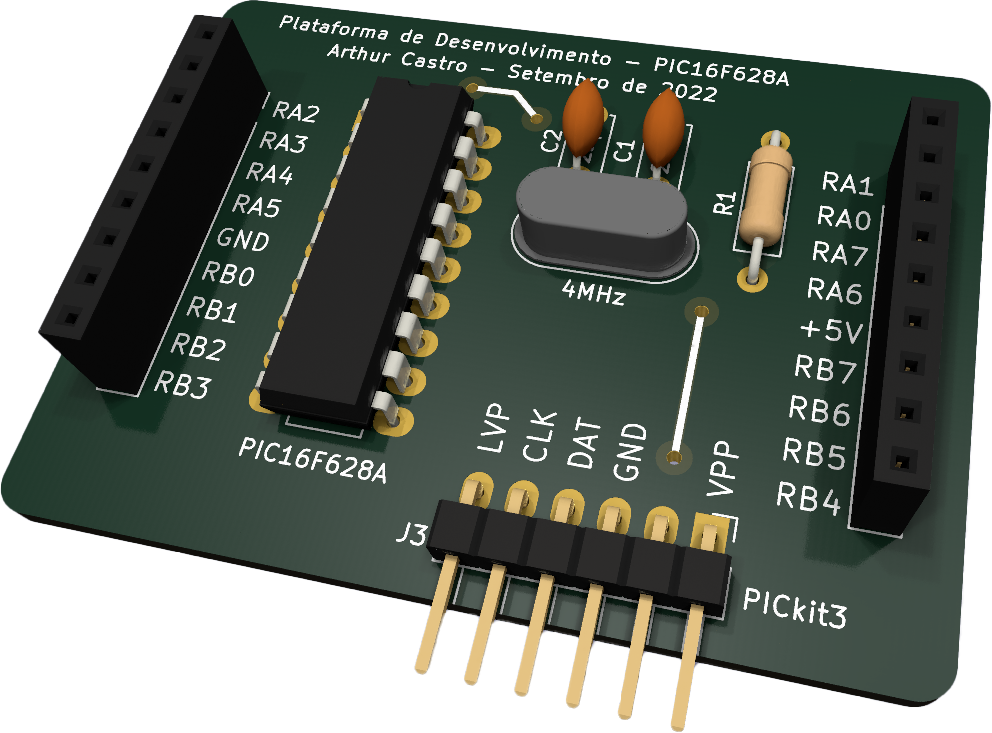 Plataforma de Desenvolvimento – PIC16F628A
Arthur Castro – Setembro de 2022
RA2
RA3
RA4
RA5
GND
RB0
RB1
RB2
RB3
PIC16F628A
C2
C1
4MHz
R1
RA1
RA0
RA7
RA6
+5V
RB7
RB6
RB5
RB4
LVP
CLK
DAT
GND
VPP
J3
PICkit3